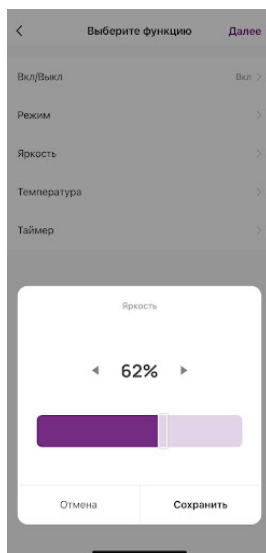 Выберите функцию Далее
Вкл/Выкл Вкл
Режим
Яркость
Температура
Таймер
Яркость
62%
Отмена Сохранить